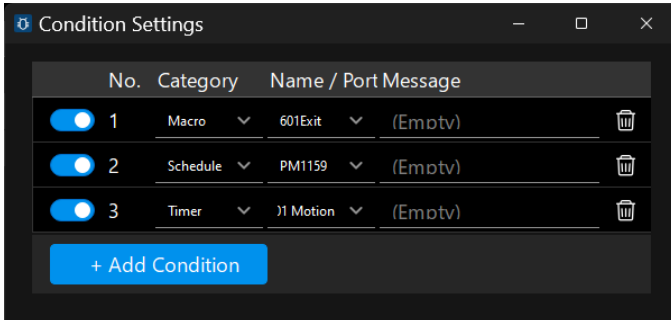 Condition Settings
No. Category Name / Port Message
1 Macro 601Exit (Empty)
2 Schedule PM1159 (Empty)
3 Timer 01 Motion (Empty)
+ Add Condition